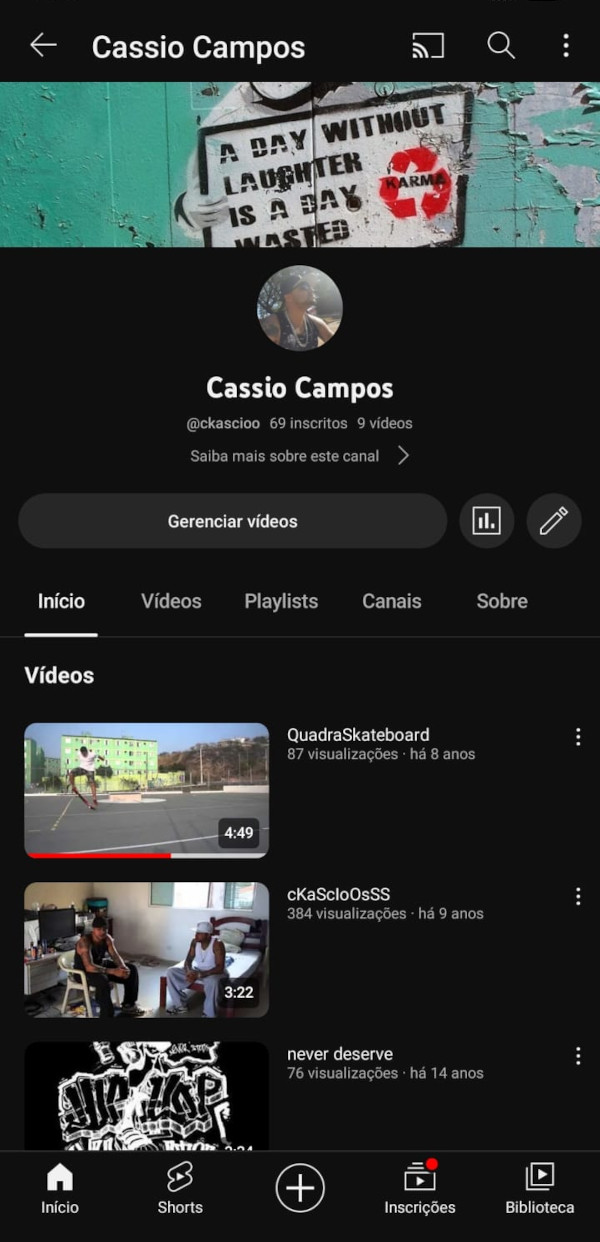 Cassio Campos
A DAY WITHOUT
LAUGHTER
IS A DAY
WASTED
KARMA
Cassio Campos
@ckascioo 69 inscritos 9 vídeos
Saiba mais sobre este canal
Gerenciar vídeos
Início Vídeos Playlists Canais Sobre
Vídeos
QuadraSkateboard
87 visualizações · há 8 anos
4:49
cKaScIoOsSS
384 visualizações · há 9 anos
3:22
never deserve
76 visualizações · há 14 anos
HIP HOP
Início Shorts Inscrições Biblioteca